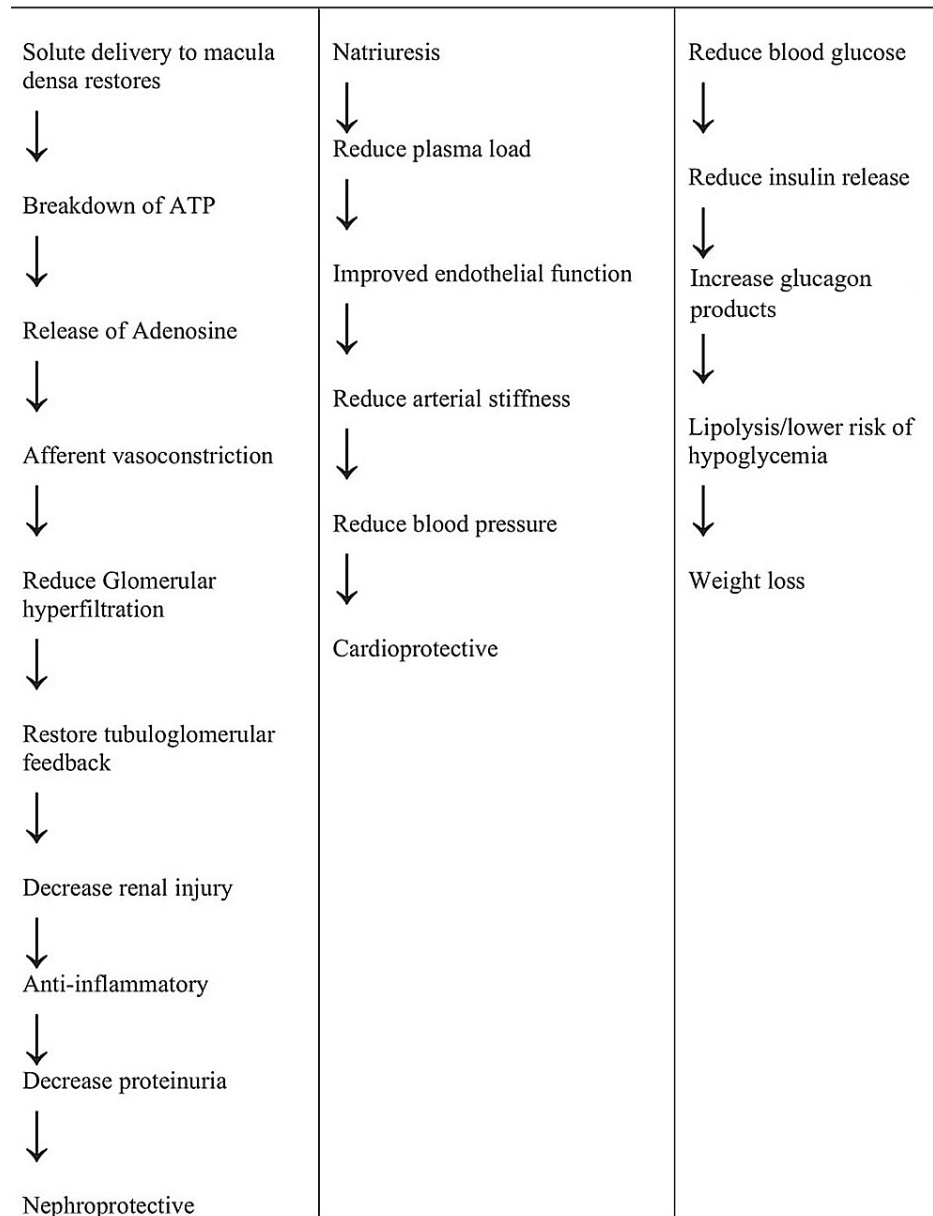 Solute delivery to macula
densa restores
Breakdown of ATP
Release of Adenosine
Afferent vasoconstriction
Reduce Glomerular
hyperfiltration
Restore tubuloglomerular
feedback
Decrease renal injury
Anti-inflammatory
Decrease proteinuria
Nephroprotective
Natriuresis
Reduce plasma load
Improved endothelial function
Reduce arterial stiffness
Reduce blood pressure
Cardioprotective
Reduce blood glucose
Reduce insulin release
Increase glucagon
products
Lipolysis/lower risk of
hypoglycemia
Weight loss